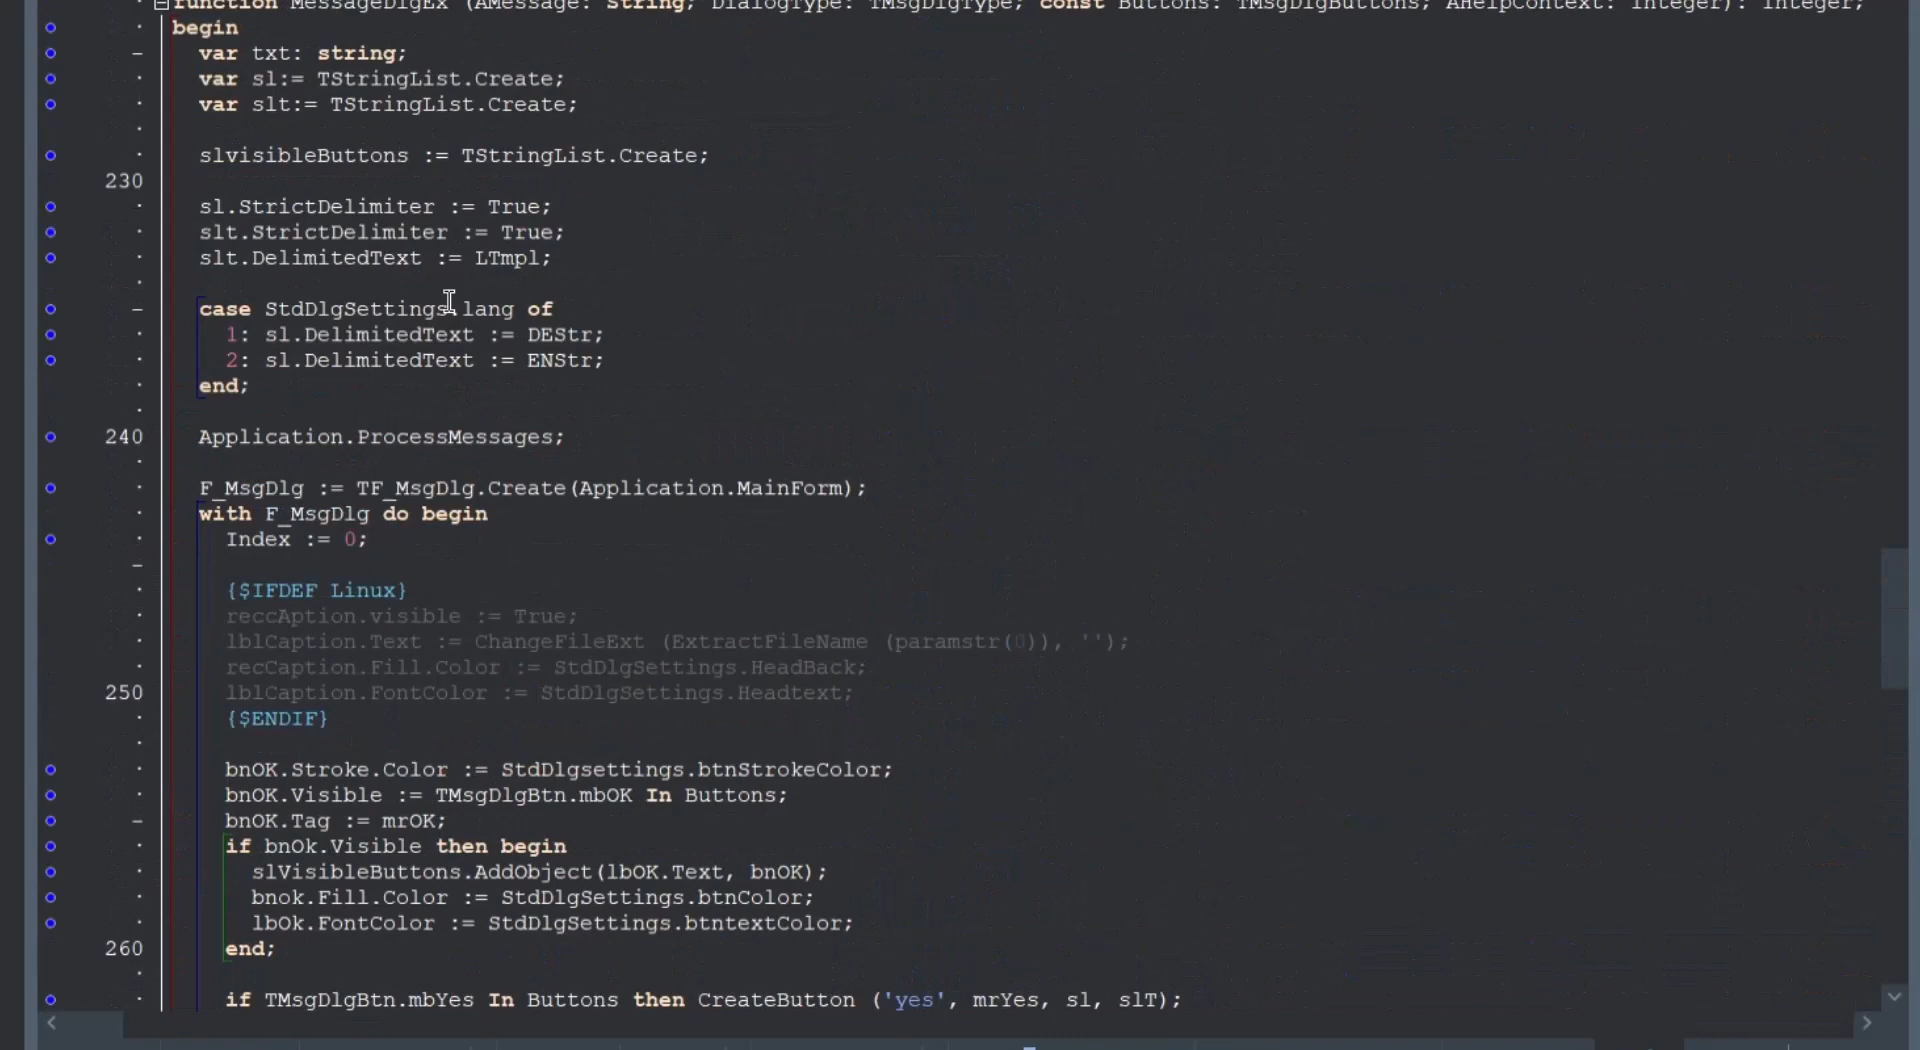 function MessageDlgEx (AMessage: String; DialogType: TMsgDlgType; const Buttons: TMsgDlgButtons; AHelpContext: Integer): Integer;
begin
var txt: string;
var sl:= TStringList.Create;
var slt:= TStringList.Create;
slvisibleButtons := TStringList.Create;
230
sl.StrictDelimiter := True;
slt.StrictDelimiter := True;
slt.DelimitedText := LTmpl;
case StdDlgSettings.lang of
1: sl.DelimitedText := DEStr;
2: sl.DelimitedText := ENStr;
end;
240 Application.ProcessMessages;
F_MsgDlg := TF_MsgDlg.Create(Application.MainForm);
with F_MsgDlg do begin
Index := 0;
{$IFDEF Linux}
reccAption.visible := True;
lblCaption.Text := ChangeFileExt (ExtractFileName (paramstr(0)), '');
recCaption.Fill.Color := StdDlgSettings.HeadBack;
250 lblCaption.FontColor := StdDlgSettings.Headtext;
{$ENDIF}
bnOK.Stroke.Color := StdDlgsettings.btnStrokeColor;
bnOK.Visible := TMsgDlgBtn.mbOK In Buttons;
bnOK.Tag := mrOK;
if bnOk.Visible then begin
slVisibleButtons.AddObject(lbOK.Text, bnOK);
bnok.Fill.Color := StdDlgSettings.btnColor;
lbOk.FontColor := StdDlgSettings.btntextColor;
260 end;
if TMsgDlgBtn.mbYes In Buttons then CreateButton ('yes', mrYes, sl, slT);